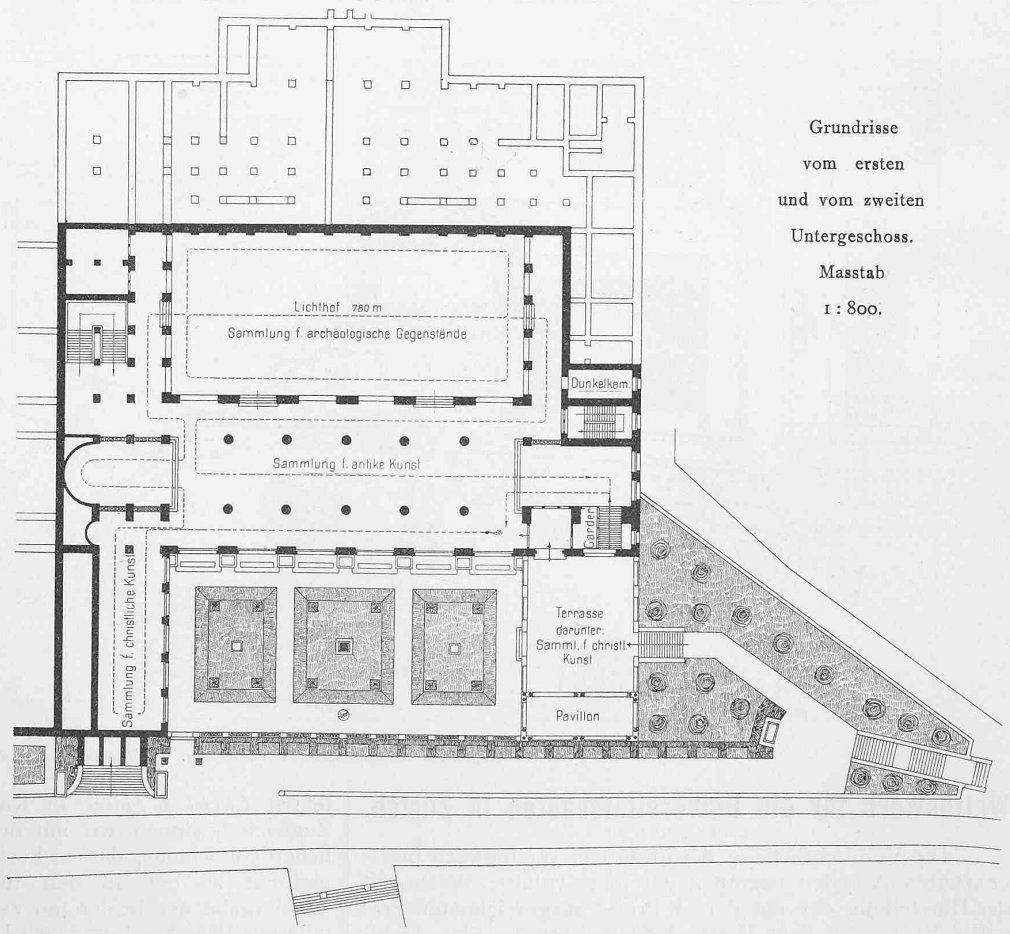 Grundrisse
vom ersten
und vom zweiten
Untergeschoss.
Masstab
1 : 800.
Lichthof 780 m
Sammlung f. archäologische Gegenstände
Dunkelkam.
Sammlung f. antike Kunst
Garder.
Sammlung f. christliche Kunst
Terrasse
darunter:
Samml. f. christl.
Kunst
Pavillon